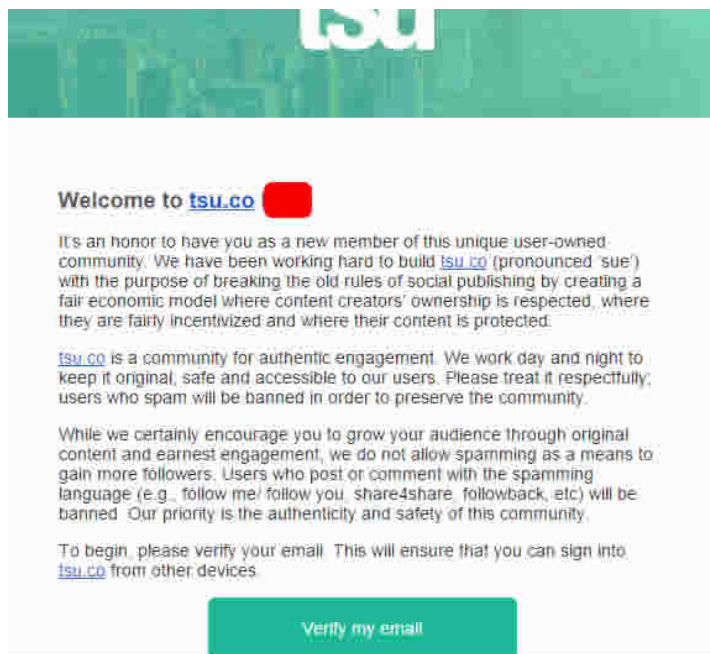 tsu
Welcome to tsu.co
It's an honor to have you as a new member of this unique user-owned
community. We have been working hard to build tsu.co (pronounced 'sue')
with the purpose of breaking the old rules of social publishing by creating a
fair economic model where content creators' ownership is respected, where
they are fairly incentivized and where their content is protected.
tsu.co is a community for authentic engagement. We work day and night to
keep it original, safe and accessible to our users. Please treat it respectfully;
users who spam will be banned in order to preserve the community.
While we certainly encourage you to grow your audience through original
content and earnest engagement, we do not allow spamming as a means to
gain more followers. Users who post or comment with the spamming
language (e.g., follow me/ follow you, share4share, followback, etc) will be
banned. Our priority is the authenticity and safety of this community.
To begin, please verify your email. This will ensure that you can sign into
tsu.co from other devices.
Verify my email